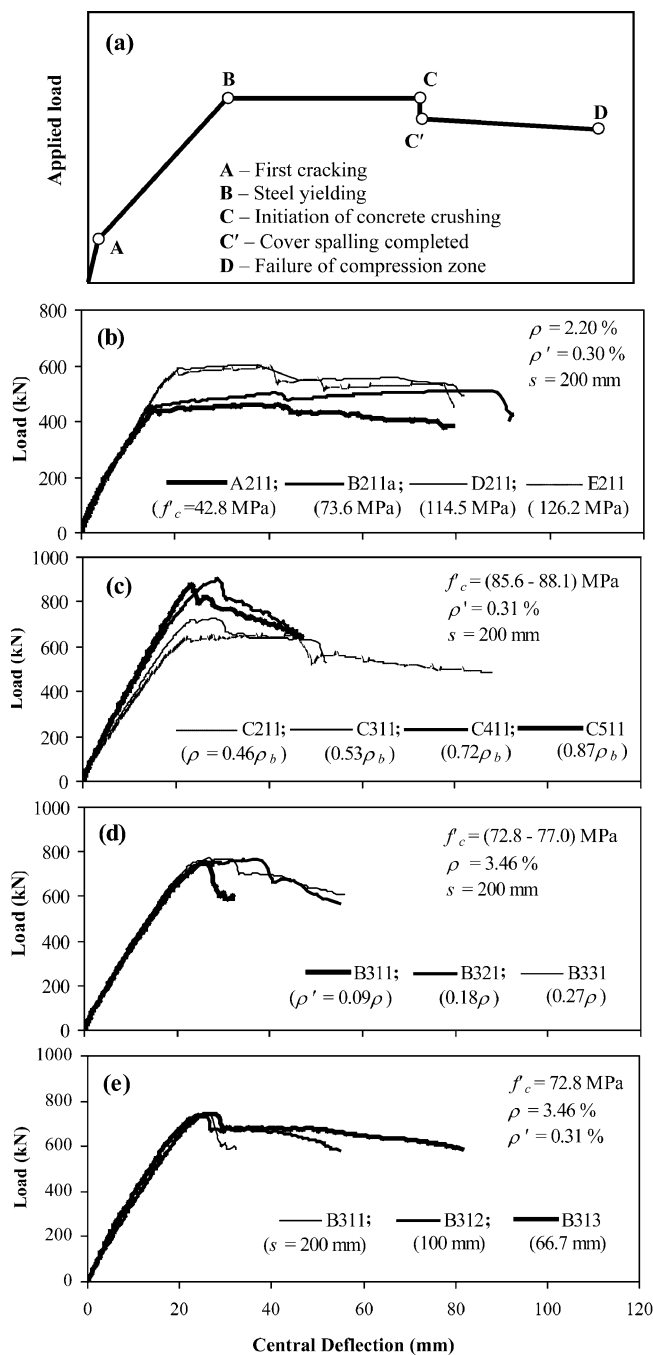 (a)
Applied load
A
B
C
C′
D
A – First cracking
B – Steel yielding
C – Initiation of concrete crushing
C′ – Cover spalling completed
D – Failure of compression zone
(b)
Load (kN)
800
600
400
200
0
ρ = 2.20 %
ρ′ = 0.30 %
s = 200 mm
A211; B211a; D211; E211
(f′c=42.8 MPa) (73.6 MPa) (114.5 MPa) ( 126.2 MPa)
(c)
Load (kN)
1000
800
600
400
200
0
f′c = (85.6 - 88.1) MPa
ρ' = 0.31 %
s = 200 mm
C211; C311; C411; C511
(ρ = 0.46ρb) (0.53ρb) (0.72ρb) (0.87ρb)
(d)
Load (kN)
1000
800
600
400
200
0
f′c = (72.8 - 77.0) MPa
ρ = 3.46 %
s = 200 mm
B311; B321; B331
(ρ' = 0.09ρ) (0.18ρ) (0.27ρ)
(e)
Load (kN)
1000
800
600
400
200
0
f′c = 72.8 MPa
ρ = 3.46 %
ρ' = 0.31 %
B311; B312; B313
(s = 200 mm) (100 mm) (66.7 mm)
0 20 40 60 80 100 120
Central Deflection (mm)